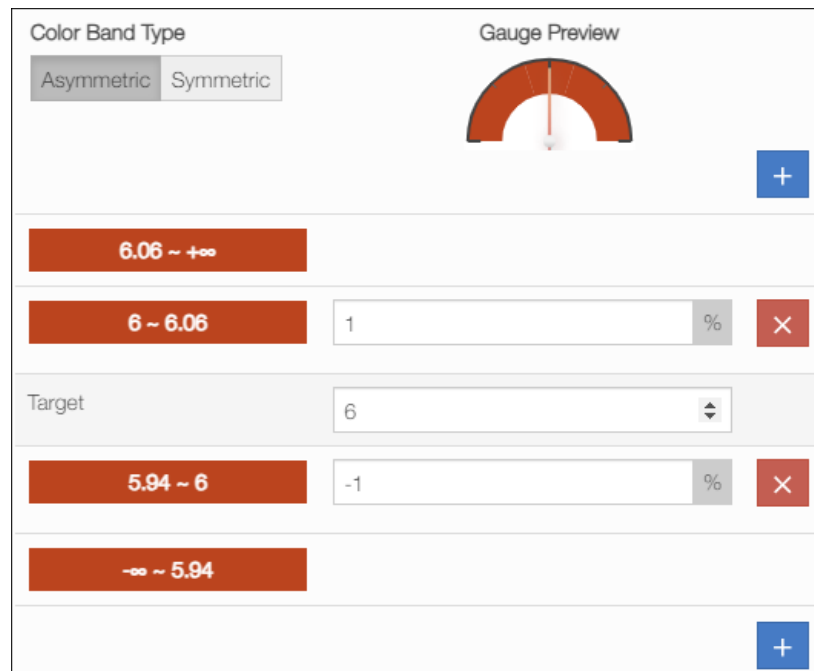 Color Band Type
Gauge Preview
Asymmetric Symmetric
+
6.06 ~ +∞
6 ~ 6.06 1 % ×
Target 6
5.94 ~ 6 -1 % ×
-∞ ~ 5.94
+